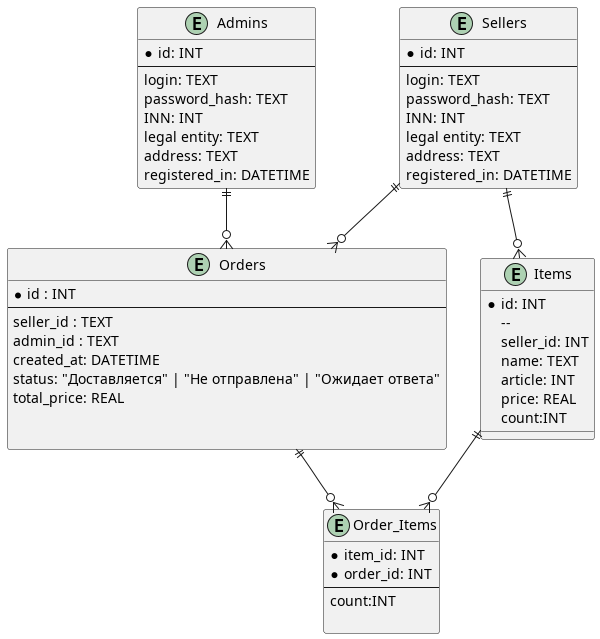 E Admins
* id: INT
login: TEXT
password_hash: TEXT
INN: INT
legal entity: TEXT
address: TEXT
registered_in: DATETIME
E Sellers
* id: INT
login: TEXT
password_hash: TEXT
INN: INT
legal entity: TEXT
address: TEXT
registered_in: DATETIME
E Orders
* id : INT
seller_id : TEXT
admin_id : TEXT
created_at: DATETIME
status: "Доставляется" | "Не отправлена" | "Ожидает ответа"
total_price: REAL
E Items
* id: INT
--
seller_id: INT
name: TEXT
article: INT
price: REAL
count:INT
E Order_Items
* item_id: INT
* order_id: INT
count:INT